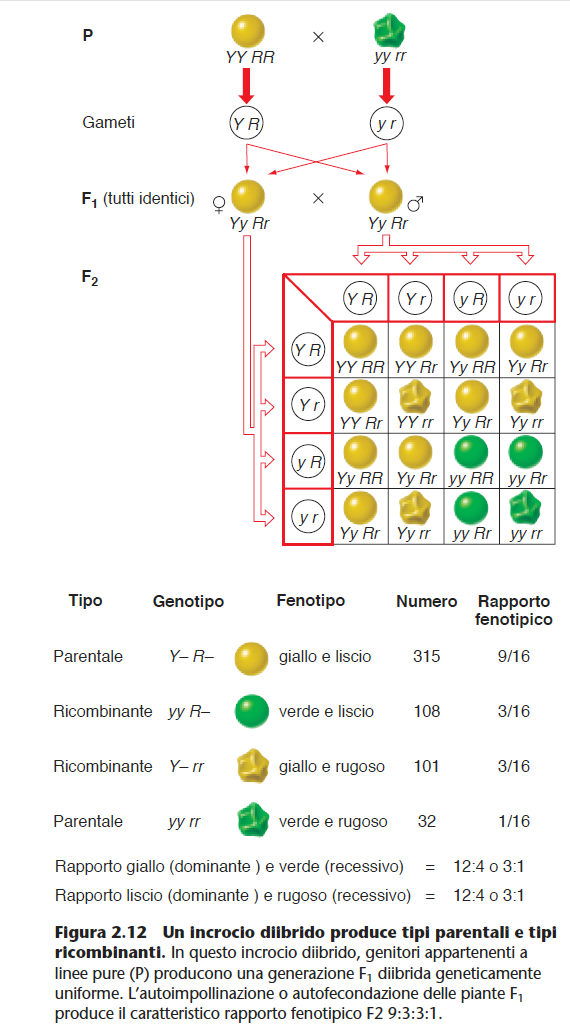 P × 
YY RR yy rr
Gameti Y R y r
F1 (tutti identici) ♀ × ♂
Yy Rr Yy Rr
F2
Y R Y r y R y r
Y R
YY RR YY Rr Yy RR Yy Rr
Y r
YY Rr YY rr Yy Rr Yy rr
y R
Yy RR Yy Rr yy RR yy Rr
y r
Yy Rr Yy rr yy Rr yy rr
Tipo Genotipo Fenotipo Numero Rapporto
fenotipico
Parentale Y– R– giallo e liscio 315 9/16
Ricombinante yy R– verde e liscio 108 3/16
Ricombinante Y– rr giallo e rugoso 101 3/16
Parentale yy rr verde e rugoso 32 1/16
Rapporto giallo (dominante ) e verde (recessivo) = 12:4 o 3:1
Rapporto liscio (dominante ) e rugoso (recessivo) = 12:4 o 3:1
Figura 2.12 Un incrocio diibrido produce tipi parentali e tipi
ricombinanti. In questo incrocio diibrido, genitori appartenenti a
linee pure (P) producono una generazione F1 diibrida geneticamente
uniforme. L’autoimpollinazione o autofecondazione delle piante F1
produce il caratteristico rapporto fenotipico F2 9:3:3:1.